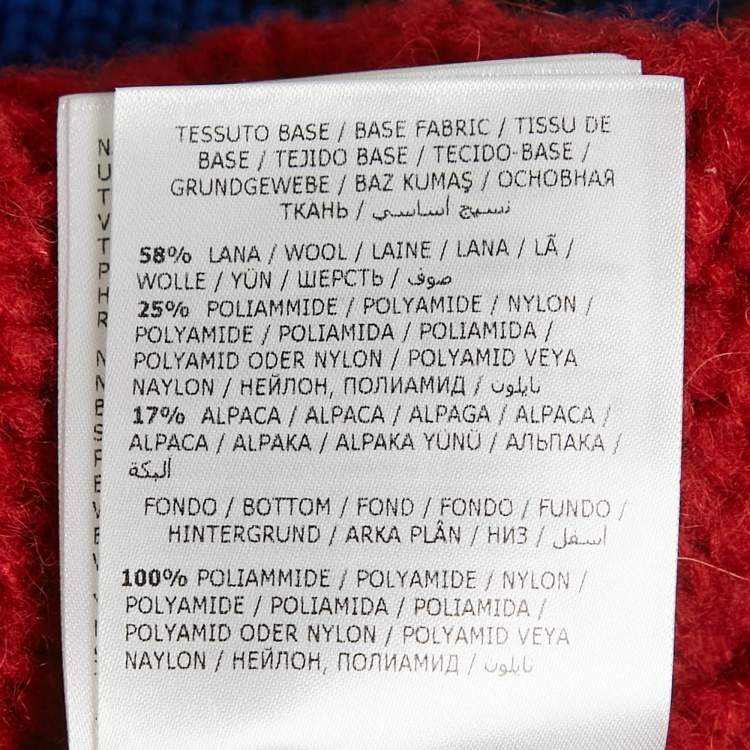 TESSUTO BASE / BASE FABRIC / TISSU DE
BASE / TEJIDO BASE / TECIDO-BASE /
GRUNDGEWEBE / BAZ KUMAŞ / ОСНОВНАЯ
ТКАНЬ / نسيج أساسي
58% LANA / WOOL / LAINE / LANA / LÃ /
WOLLE / YÜN / ШЕРСТЬ / صوف
25% POLIAMMIDE / POLYAMIDE / NYLON /
POLYAMIDE / POLIAMIDA / POLIAMIDA /
POLYAMID ODER NYLON / POLYAMID VEYA
NAYLON / НЕЙЛОН, ПОЛИАМИД / نايلون
17% ALPACA / ALPACA / ALPAGA / ALPACA /
ALPACA / ALPAKA / ALPAKA YÜNÜ / АЛЬПАКА /
ألبكة
FONDO / BOTTOM / FOND / FONDO / FUNDO /
HINTERGRUND / ARKA PLÂN / НИЗ / أسفل
100% POLIAMMIDE / POLYAMIDE / NYLON /
POLYAMIDE / POLIAMIDA / POLIAMIDA /
POLYAMID ODER NYLON / POLYAMID VEYA
NAYLON / НЕЙЛОН, ПОЛИАМИД / نايلون